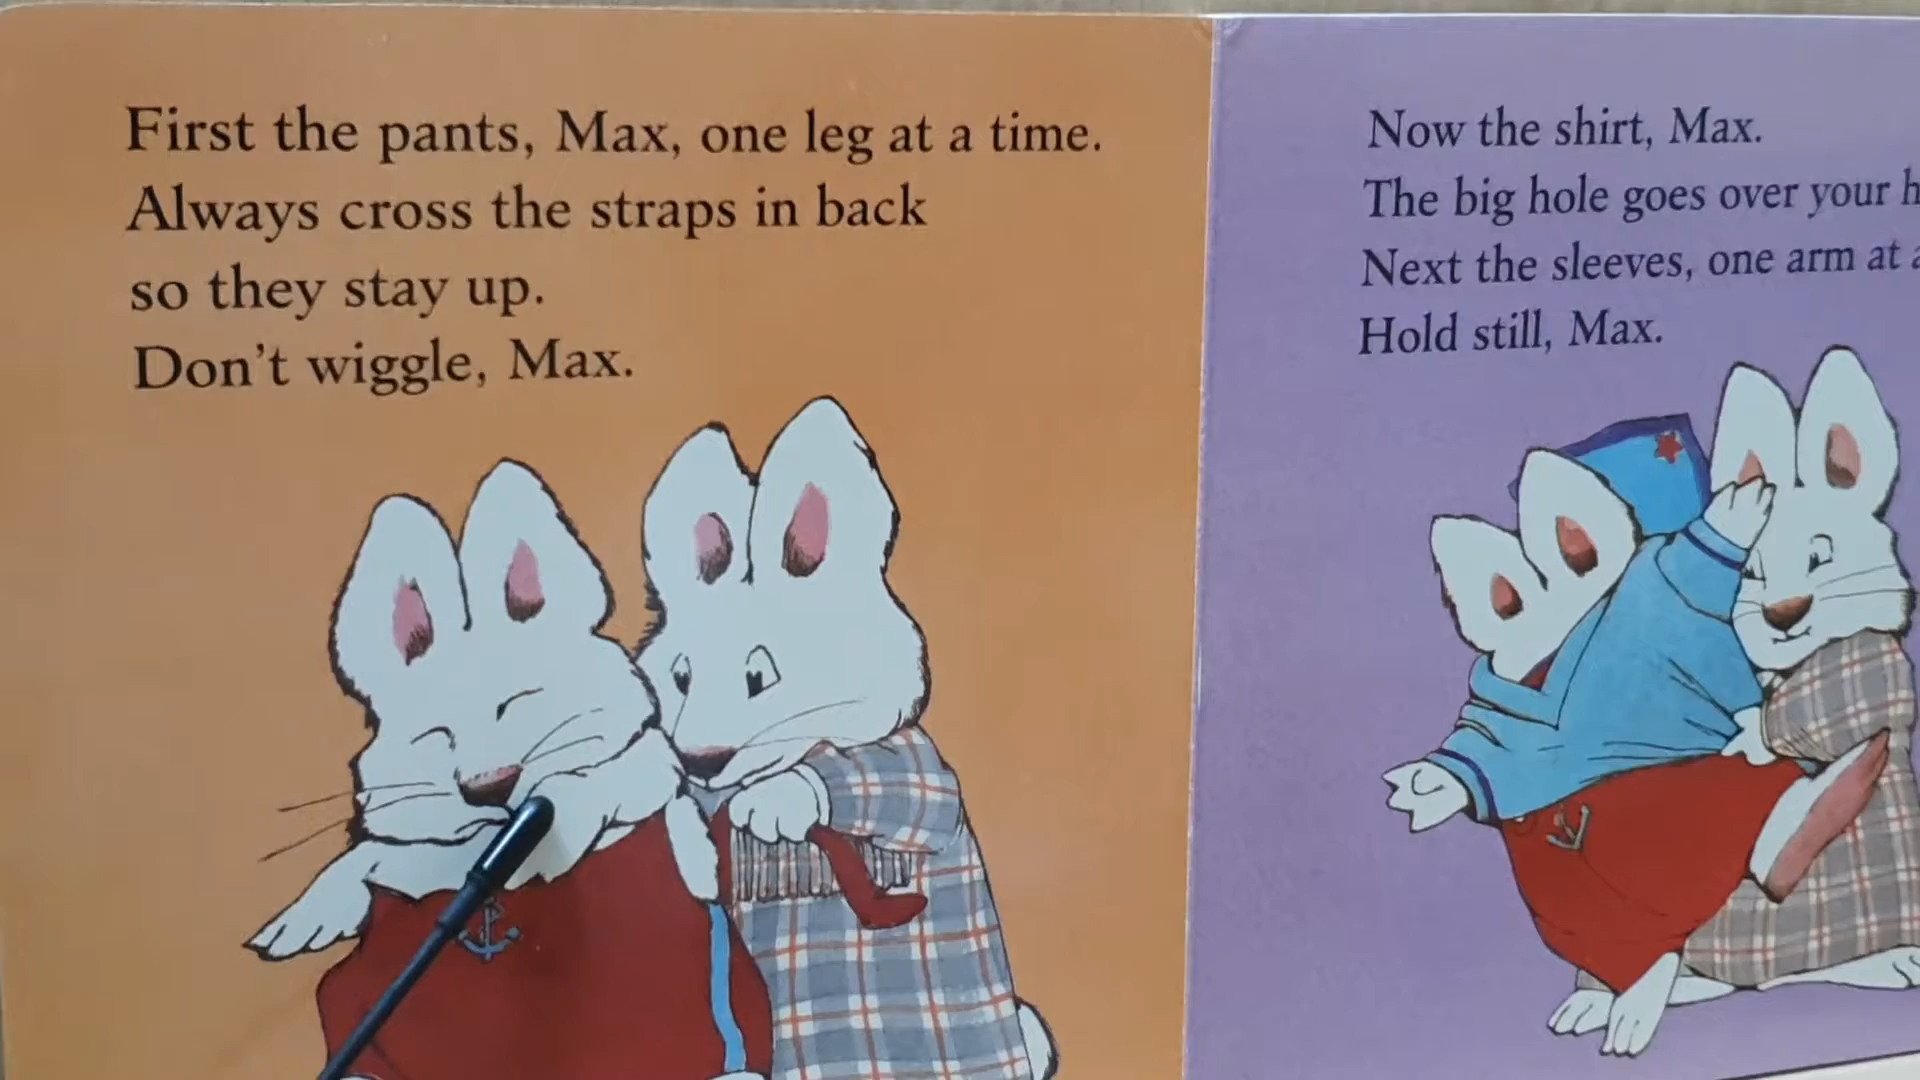 First the pants, Max, one leg at a time.
Always cross the straps in back
so they stay up.
Don't wiggle, Max.
Now the shirt, Max.
The big hole goes over your
Next the sleeves, one arm at
Hold still, Max.